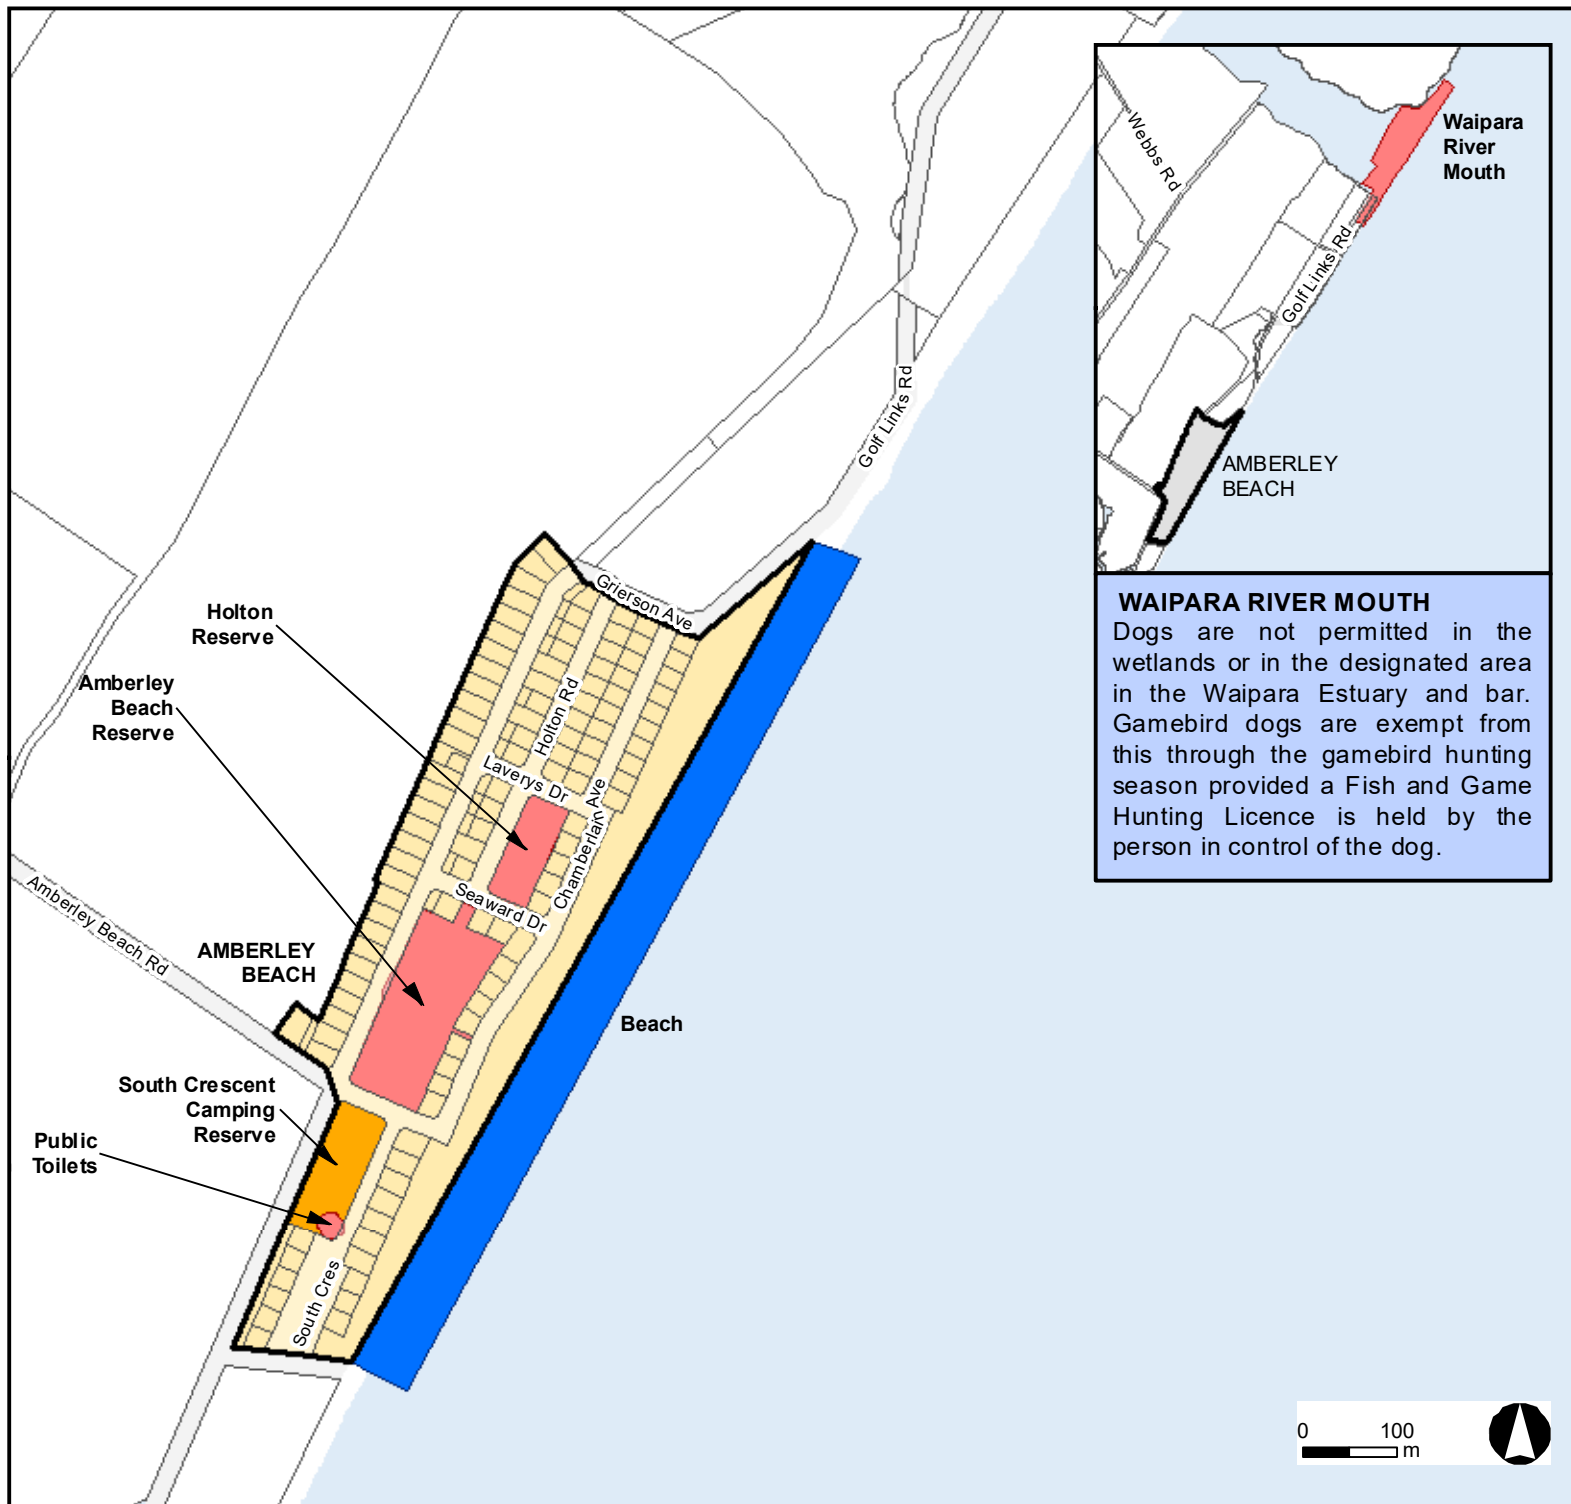 Webbs Rd
Waipara
River
Mouth
Golf Links Rd
AMBERLEY
BEACH
WAIPARA RIVER MOUTH
Dogs are not permitted in the
wetlands or in the designated area
in the Waipara Estuary and bar.
Gamebird dogs are exempt from
this through the gamebird hunting
season provided a Fish and Game
Hunting Licence is held by the
person in control of the dog.
Golf Links Rd
Grierson Ave
Holton
Reserve
Amberley
Beach
Reserve
Holton Rd
Laverys Dr
Chamberlain Ave
Seaward Dr
Amberley Beach Rd
AMBERLEY
BEACH
Beach
South Crescent
Camping
Reserve
Public
Toilets
South Cres
0 100
m